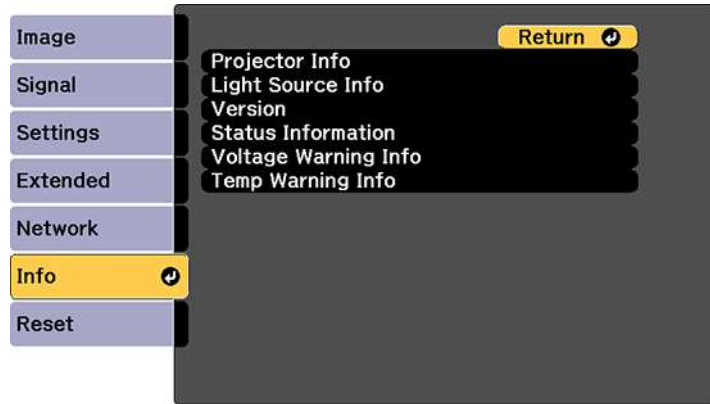 Image
Signal
Settings
Extended
Network
Info
Reset
Return
Projector Info
Light Source Info
Version
Status Information
Voltage Warning Info
Temp Warning Info